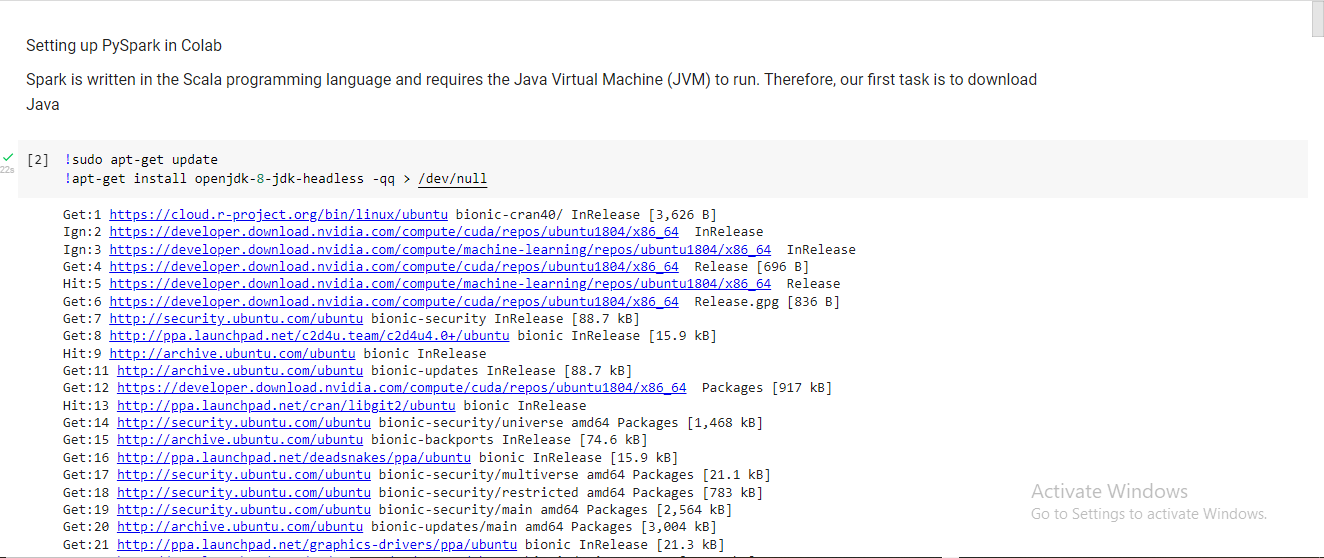 Setting up PySpark in Colab
Spark is written in the Scala programming language and requires the Java Virtual Machine (JVM) to run. Therefore, our first task is to download
Java
22s
[2] !sudo apt-get update
!apt-get install openjdk-8-jdk-headless -qq > /dev/null
Get:1 https://cloud.r-project.org/bin/linux/ubuntu bionic-cran40/ InRelease [3,626 B]
Ign:2 https://developer.download.nvidia.com/compute/cuda/repos/ubuntu1804/x86_64 InRelease
Ign:3 https://developer.download.nvidia.com/compute/machine-learning/repos/ubuntu1804/x86_64 InRelease
Get:4 https://developer.download.nvidia.com/compute/cuda/repos/ubuntu1804/x86_64 Release [696 B]
Hit:5 https://developer.download.nvidia.com/compute/machine-learning/repos/ubuntu1804/x86_64 Release
Get:6 https://developer.download.nvidia.com/compute/cuda/repos/ubuntu1804/x86_64 Release.gpg [836 B]
Get:7 http://security.ubuntu.com/ubuntu bionic-security InRelease [88.7 kB]
Get:8 http://ppa.launchpad.net/c2d4u.team/c2d4u4.0+/ubuntu bionic InRelease [15.9 kB]
Hit:9 http://archive.ubuntu.com/ubuntu bionic InRelease
Get:11 http://archive.ubuntu.com/ubuntu bionic-updates InRelease [88.7 kB]
Get:12 https://developer.download.nvidia.com/compute/cuda/repos/ubuntu1804/x86_64 Packages [917 kB]
Hit:13 http://ppa.launchpad.net/cran/libgit2/ubuntu bionic InRelease
Get:14 http://security.ubuntu.com/ubuntu bionic-security/universe amd64 Packages [1,468 kB]
Get:15 http://archive.ubuntu.com/ubuntu bionic-backports InRelease [74.6 kB]
Get:16 http://ppa.launchpad.net/deadsnakes/ppa/ubuntu bionic InRelease [15.9 kB]
Get:17 http://security.ubuntu.com/ubuntu bionic-security/multiverse amd64 Packages [21.1 kB]
Get:18 http://security.ubuntu.com/ubuntu bionic-security/restricted amd64 Packages [783 kB]
Get:19 http://security.ubuntu.com/ubuntu bionic-security/main amd64 Packages [2,564 kB]
Get:20 http://archive.ubuntu.com/ubuntu bionic-updates/main amd64 Packages [3,004 kB]
Get:21 http://ppa.launchpad.net/graphics-drivers/ppa/ubuntu bionic InRelease [21.3 kB]
Activate Windows
Go to Settings to activate Windows.